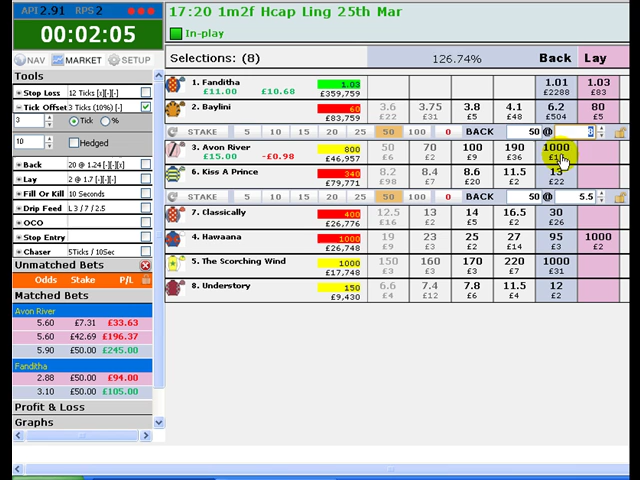 API 2.91 RPS 2
00:02:05
NAV MARKET SETUP
17:20 1m2f Hcap Ling 25th Mar
In-play
Selections: (8) 126.74% Back Lay
Tools
Stop Loss 12 Ticks [x][-][-]
Tick Offset 3 Ticks (10%) [-]
3 Tick %
10 Hedged
Back 20 @ 1.24 [-][-][-]
Lay 2 @ 1.17 [-][-][-]
Fill Or Kill 10 Seconds
Drip Feed L 3 / 7 / 2.5
OCO
Stop Entry
Chaser 5Ticks / 10Sec
Unmatched Bets
Odds Stake P/L
Matched Bets
Avon River
5.60 £7.31 £33.63
5.60 £42.69 £196.37
5.90 £50.00 £245.00
Fanditha
2.88 £50.00 £94.00
3.10 £50.00 £105.00
Profit & Loss
Graphs
1. Fanditha 1.03 1.01 1.03
£11.00 £10.68 £359,759 £2288 £83
2. Baylini 60 3.6 3.75 3.8 4.1 6.2 80
£83,759 £22 £31 £5 £48 £504 £5
STAKE 5 10 25 50 50 100 0 BACK 50 @
3. Avon River 800 50 70 100 190 1000
£15.00 -£0.98 £46,957 £6 £2 £9 £36
6. Kiss A Prince 340 8.2 8.4 8.6 11.5 13
£79,771 £98 £7 £20 £2 £22
STAKE 5 10 25 50 50 100 0 BACK 50 @ 5.5
7. Classically 400 12.5 13 14 16.5 30
£26,776 £16 £2 £5 £2 £26
4. Hawaana 1000 19 23 25 27 95 1000
£26,748 £9 £3 £2 £14 £3 £2
5. The Scorching Wind 1000 150 160 170 220 1000
£17,748 £3 £3 £3 £7 £31
8. Understory 150 6.6 7.4 7.8 11.5 12
£9,430 £4 £12 £6 £4 £2